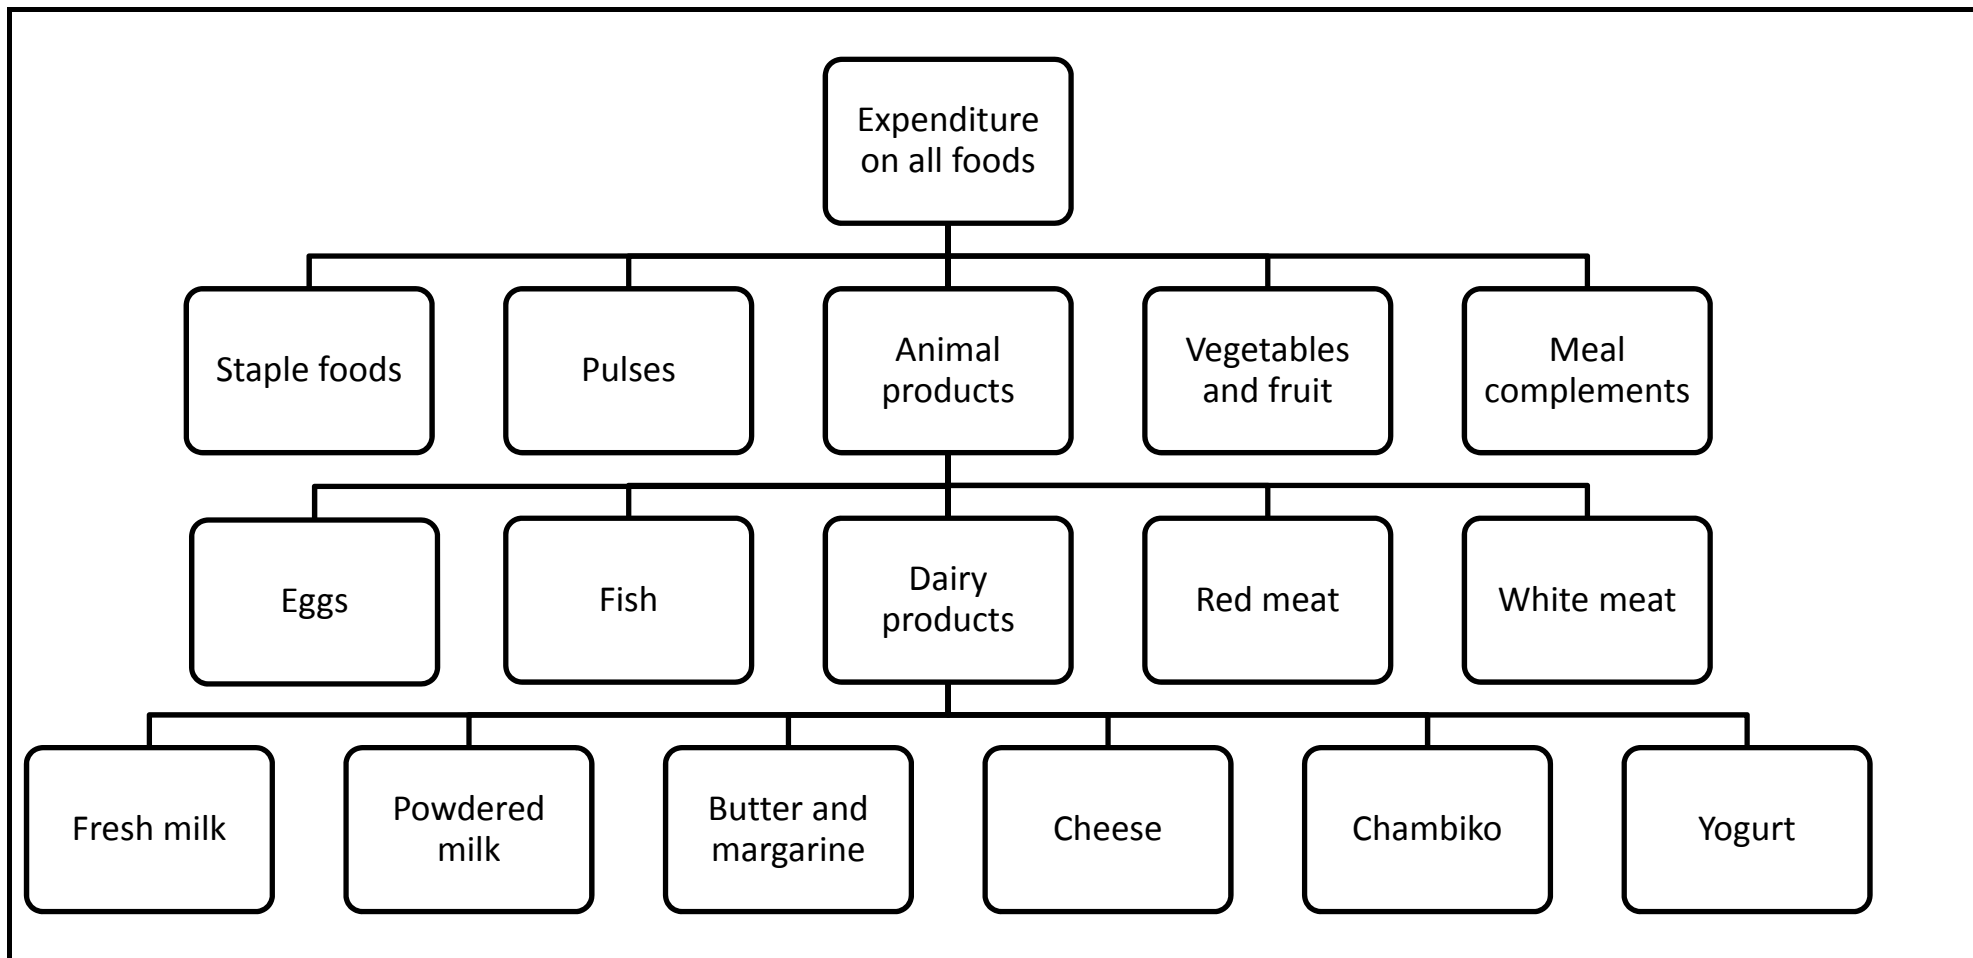 Expenditure
on all foods
Staple foods
Pulses
Animal
products
Vegetables
and fruit
Meal
complements
Eggs
Fish
Dairy
products
Red meat
White meat
Fresh milk
Powdered
milk
Butter and
margarine
Cheese
Chambiko
Yogurt